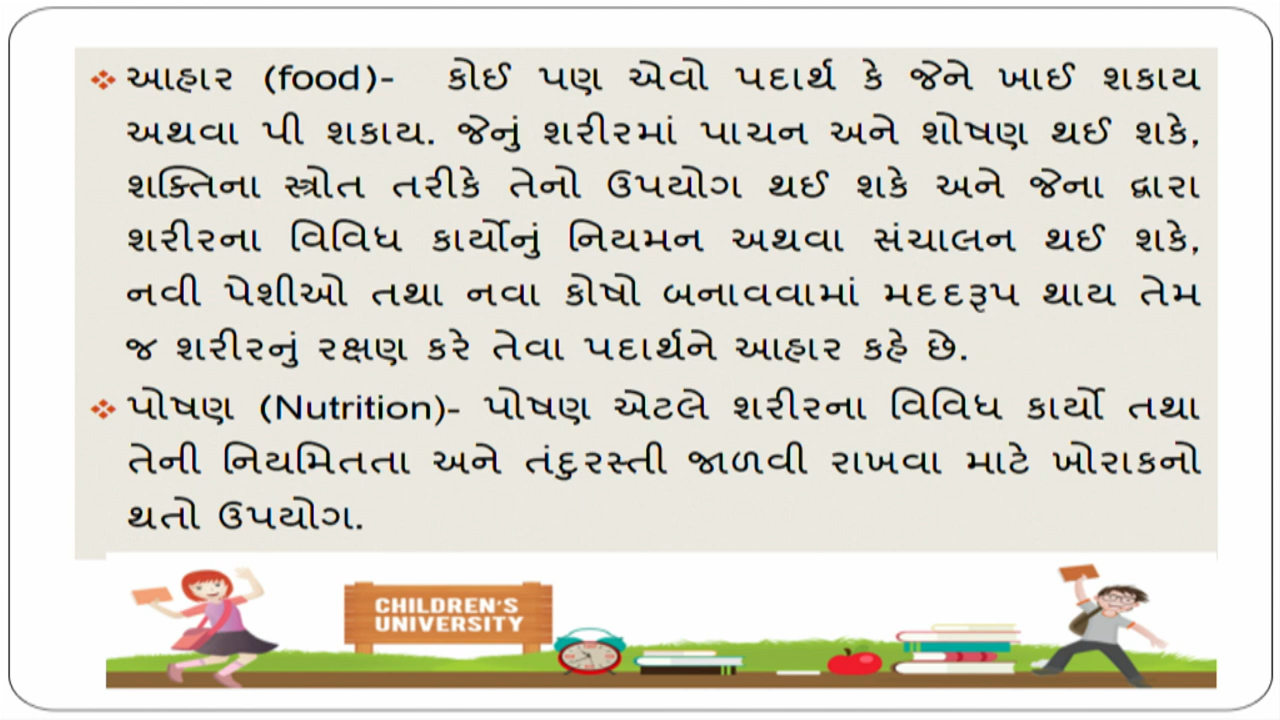 ❖ આહાર (food)- કોઈ પણ એવો પદાર્થ કે જેને ખાઈ શકાય
અથવા પી શકાય. જેનું શરીરમાં પાચન અને શોષણ થઈ શકે,
શક્તિના સ્ત્રોત તરીકે તેનો ઉપયોગ થઈ શકે અને જેના દ્વારા
શરીરના વિવિધ કાર્યોનું નિયમન અથવા સંચાલન થઈ શકે,
નવી પેશીઓ તથા નવા કોષો બનાવવામાં મદદરૂપ થાય તેમ
જ શરીરનું રક્ષણ કરે તેવા પદાર્થને આહાર કહે છે.
❖ પોષણ (Nutrition)- પોષણ એટલે શરીરના વિવિધ કાર્યો તથા
તેની નિયમિતતા અને તંદુરસ્તી જાળવી રાખવા માટે ખોરાકનો
થતો ઉપયોગ.
CHILDREN'S
UNIVERSITY